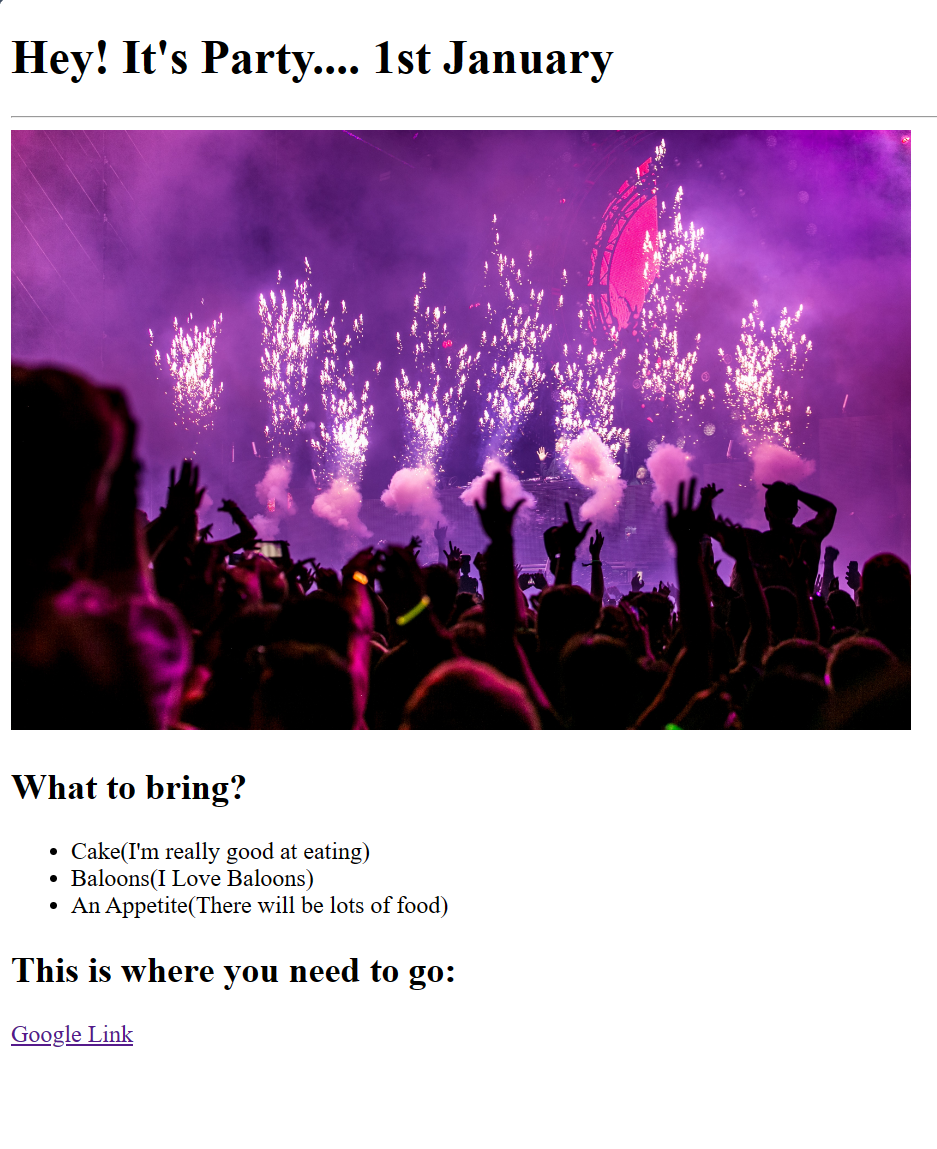 Hey! It's Party.... 1st January
What to bring?
Cake(I'm really good at eating)
Baloons(I Love Baloons)
An Appetite(There will be lots of food)
This is where you need to go:
Google Link